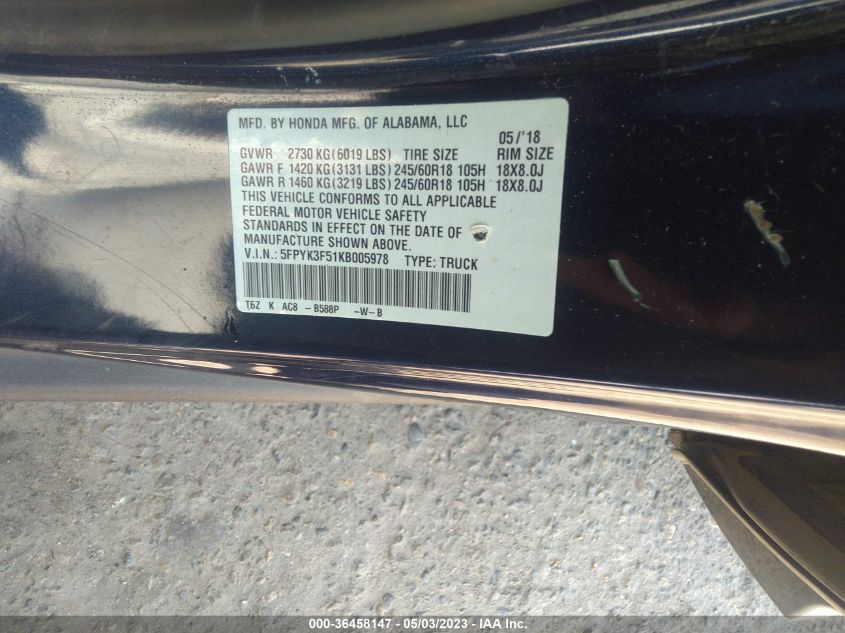 MFD. BY HONDA MFG. OF ALABAMA, LLC
05/'18
GVWR 2730 KG(6019 LBS) TIRE SIZE RIM SIZE
GAWR F 1420 KG(3131 LBS) 245/60R18 105H 18X8.0J
GAWR R 1460 KG(3219 LBS) 245/60R18 105H 18X8.0J
THIS VEHICLE CONFORMS TO ALL APPLICABLE
FEDERAL MOTOR VEHICLE SAFETY
STANDARDS IN EFFECT ON THE DATE OF
MANUFACTURE SHOWN ABOVE.
V.I.N.: 5FPYK3F51KB005978 TYPE: TRUCK
T6Z K AC8 -B588P -W-B
000-36458147 - 05/03/2023 - IAA Inc.